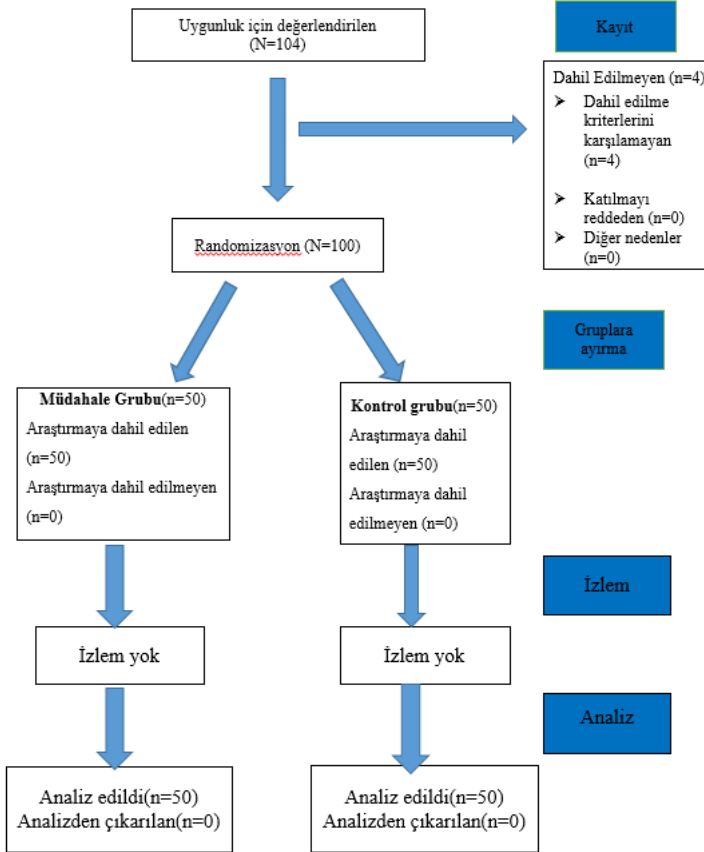 Uygunluk için değerlendirilen
(N=104)
Kayıt
Dahil Edilmeyen (n=4)
➢ Dahil edilme
kriterlerini
karşılamayan
(n=4)
➢ Katılmayı
reddeden (n=0)
➢ Diğer nedenler
(n=0)
Randomizasyon (N=100)
Gruplara
ayırma
Müdahale Grubu(n=50)
Araştırmaya dahil edilen
(n=50)
Araştırmaya dahil edilmeyen
(n=0)
Kontrol grubu(n=50)
Araştırmaya dahil
edilen (n=50)
Araştırmaya dahil
edilmeyen (n=0)
İzlem
İzlem yok
İzlem yok
Analiz
Analiz edildi(n=50)
Analizden çıkarılan(n=0)
Analiz edildi(n=50)
Analizden çıkarılan(n=0)